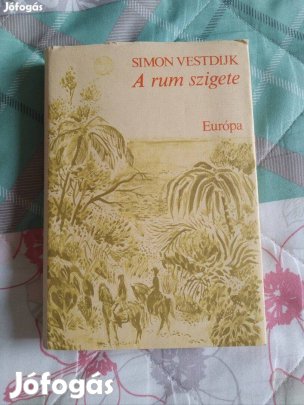 Jófogás
SIMON VESTDIJK
A rum szigete
Európa
Jófogás